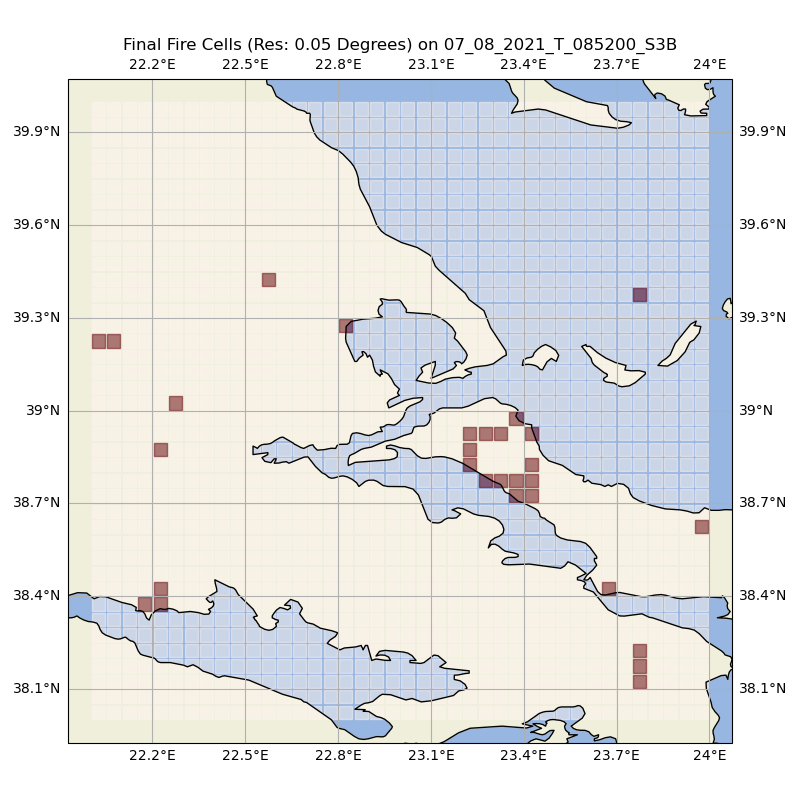 Final Fire Cells (Res: 0.05 Degrees) on 07_08_2021_T_085200_S3B
22.2°E 22.5°E 22.8°E 23.1°E 23.4°E 23.7°E 24°E
39.9°N 39.9°N
39.6°N 39.6°N
39.3°N 39.3°N
39°N 39°N
38.7°N 38.7°N
38.4°N 38.4°N
38.1°N 38.1°N
22.2°E 22.5°E 22.8°E 23.1°E 23.4°E 23.7°E 24°E